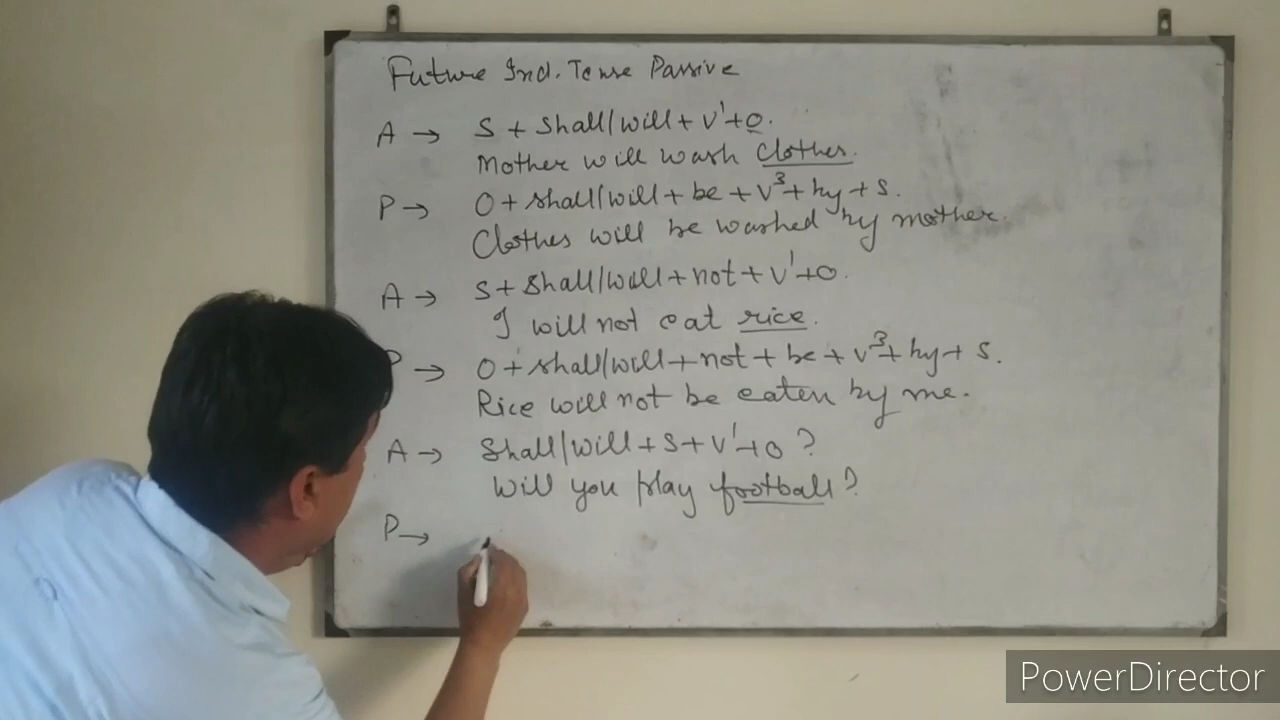 Future Ind. Tense Passive
A → S + shall/will + V¹ + O.
Mother will wash clothes.
P → O + shall/will + be + V³ + by + S.
Clothes will be washed by mother.
A → S + shall/will + not + V¹ + O.
I will not eat rice.
P → O + shall/will + not + be + V³ + by + S.
Rice will not be eaten by me.
A → Shall/will + S + V¹ + O ?
Will you play football?
P →
PowerDirector